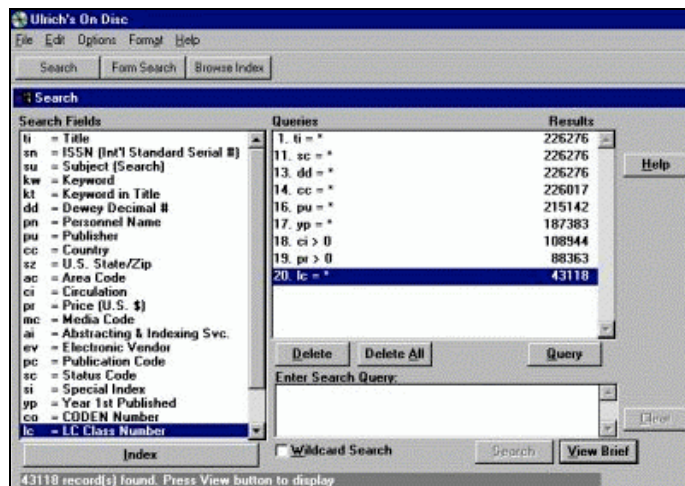 Ulrich's On Disc
File Edit Options Format Help
Search Form Search Browse Index
Search
Search Fields
ti = Title
sn = ISSN (Int'l Standard Serial #)
su = Subject (Search)
kw = Keyword
kt = Keyword in Title
dd = Dewey Decimal #
pn = Personnel Name
pu = Publisher
cc = Country
sz = U.S. State/Zip
ac = Area Code
ci = Circulation
pr = Price (U.S. $)
mc = Media Code
ai = Abstracting & Indexing Svc.
ev = Electronic Vendor
pc = Publication Code
sc = Status Code
si = Special Index
yp = Year 1st Published
co = CODEN Number
lc = LC Class Number
Index
Queries Results
1. ti = * 226276
11. sc = * 226276
13. dd = * 226276
14. cc = * 226017
16. pu = * 215142
17. yp = * 187383
18. ci > 0 108944
19. pr > 0 88363
20. lc = * 43118
Help
Delete Delete All Query
Enter Search Query:
Clear
Wildcard Search Search View Brief
43118 record(s) found. Press View button to display